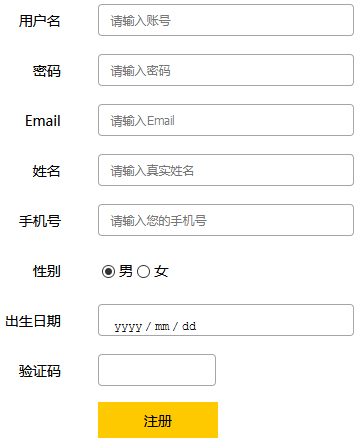 用户名 请输入账号
密码 请输入密码
Email 请输入Email
姓名 请输入真实姓名
手机号 请输入您的手机号
性别 男 女
出生日期 yyyy / mm / dd
验证码
注册